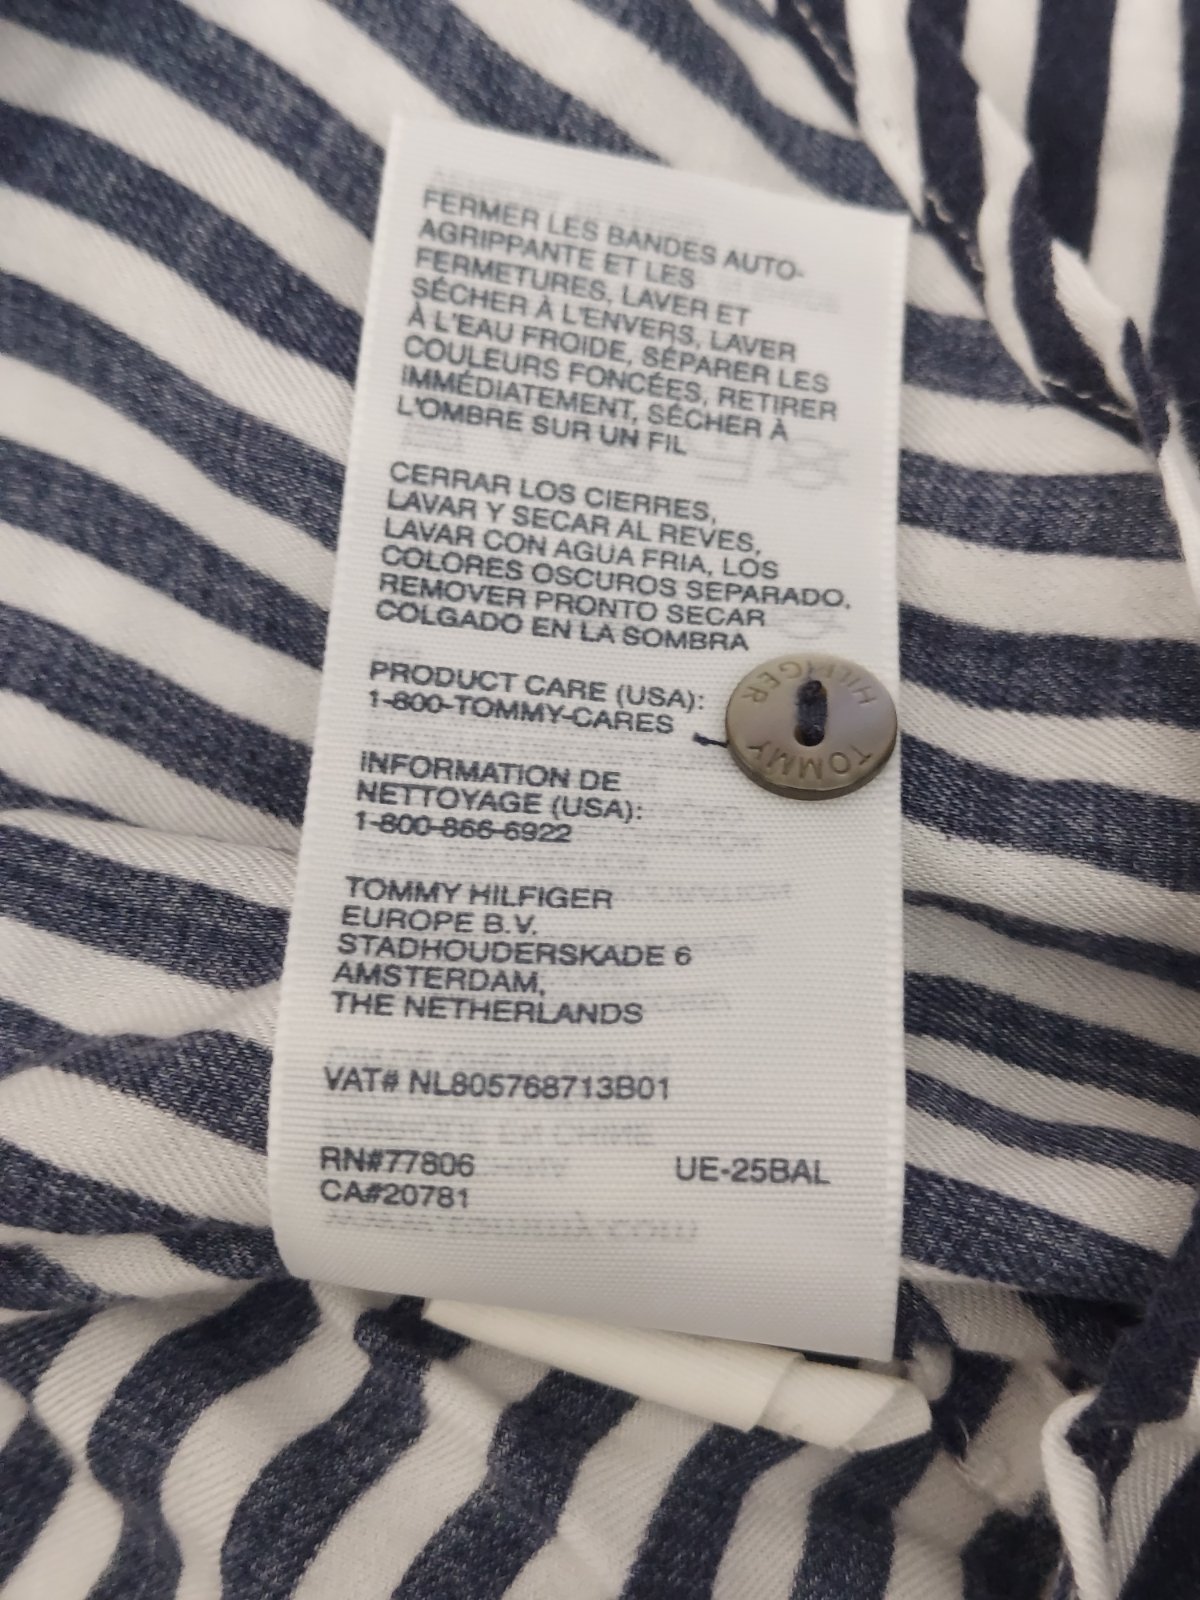 FERMER LES BANDES AUTO-
AGRIPPANTE ET LES
FERMETURES, LAVER ET
SÉCHER À L'ENVERS, LAVER
À L'EAU FROIDE, SÉPARER LES
COULEURS FONCÉES, RETIRER
IMMÉDIATEMENT, SÉCHER À
L'OMBRE SUR UN FIL
CERRAR LOS CIERRES,
LAVAR Y SECAR AL REVES,
LAVAR CON AGUA FRIA, LOS
COLORES OSCUROS SEPARADO,
REMOVER PRONTO SECAR
COLGADO EN LA SOMBRA
PRODUCT CARE (USA):
1-800-TOMMY-CARES
TOMMY HILFIGER
INFORMATION DE
NETTOYAGE (USA):
1-800-866-6922
TOMMY HILFIGER
EUROPE B.V.
STADHOUDERSKADE 6
AMSTERDAM,
THE NETHERLANDS
VAT# NL805768713B01
RN#77806 UE-25BAL
CA#20781